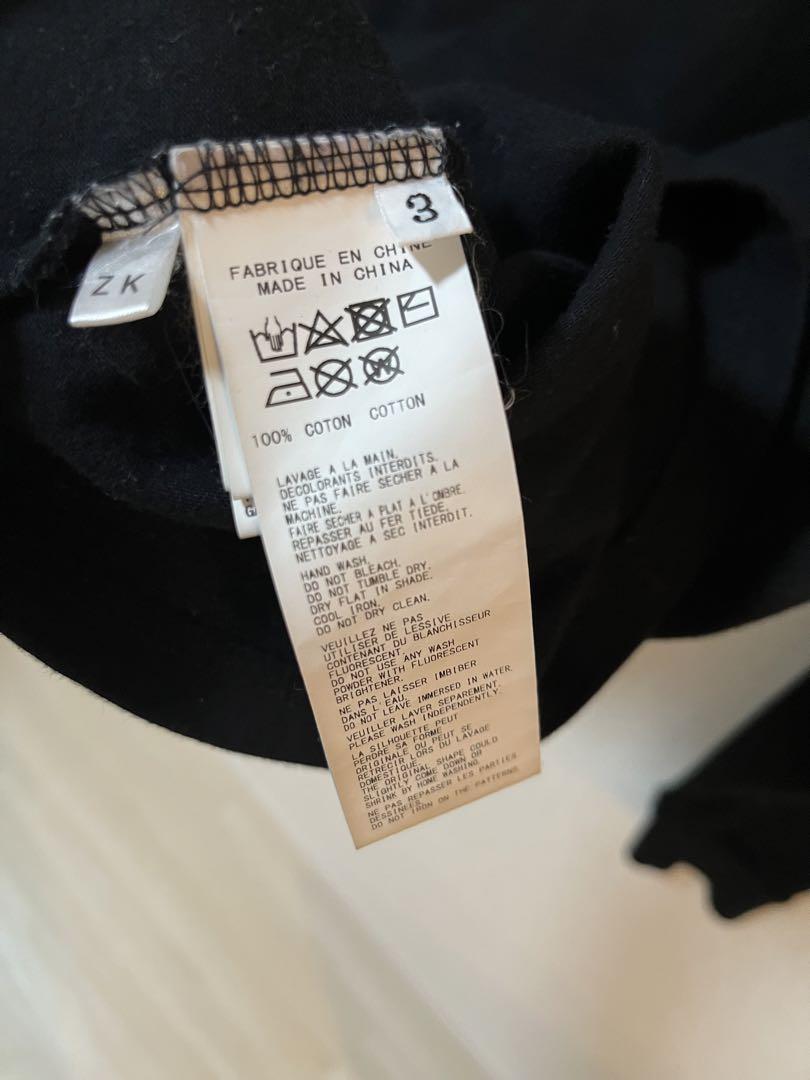 3
ZK
FABRIQUE EN CHINE
MADE IN CHINA
W
100% COTON COTTON
LAVAGE A LA MAIN.
DECOLORANTS INTERDITS.
NE PAS FAIRE SECHER A LA
MACHINE.
FAIRE SECHER A PLAT A L'OMBRE.
REPASSER AU FER TIEDE.
NETTOYAGE A SEC INTERDIT.
HAND WASH.
DO NOT BLEACH.
DO NOT TUMBLE DRY.
DRY FLAT IN SHADE.
COOL IRON.
DO NOT DRY CLEAN.
VEUILLEZ NE PAS
UTILISER DE LESSIVE
CONTENANT DU BLANCHISSEUR
FLUORESCENT.
DO NOT USE ANY WASH
POWDER WITH FLUORESCENT
BRIGHTENER.
NE PAS LAISSER IMBIBER
DANS L'EAU.
DO NOT LEAVE IMMERSED IN WATER.
VEUILLER LAVER SEPAREMENT.
PLEASE WASH INDEPENDENTLY.
LA SILHOUETTE PEUT
PERDRE SA FORME
ORIGINALE OU PEUT SE
RETRECIR LORS DU LAVAGE
DOMESTIQUE.
THE ORIGINAL SHAPE COULD
SLIGHTLY COME DOWN OR
SHRINK BY HOME WASHING.
NE PAS REPASSER LES PARTIES
DESSINEES.
DO NOT IRON ON THE PATTERNS.